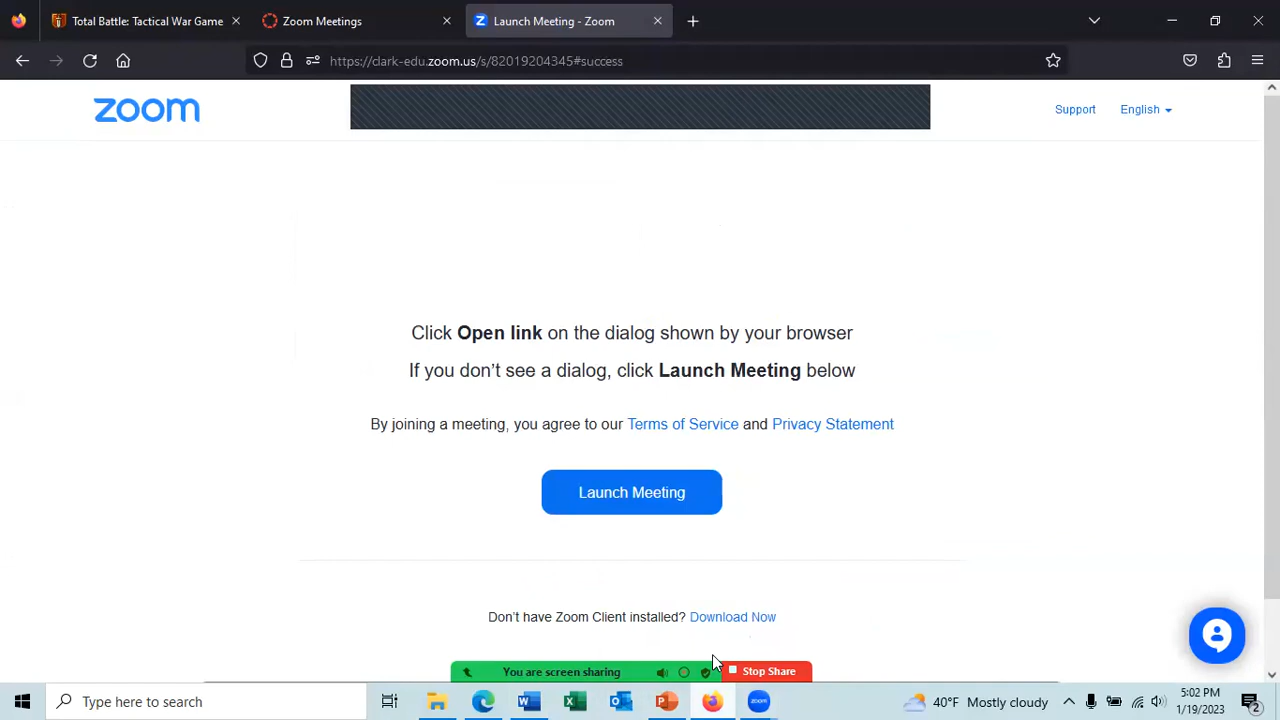 Total Battle: Tactical War Game
Zoom Meetings
Launch Meeting - Zoom
https://dark-edu.zoom.us/s/82019204345#success
zoom
Support
English
Click Open link on the dialog shown by your browser
If you don't see a dialog, click Launch Meeting below
By joining a meeting, you agree to our Terms of Service and Privacy Statement
Launch Meeting
Don't have Zoom Client installed? Download Now
You are screen sharing
Stop Share
Type here to search
40°F Mostly cloudy
5:02 PM
1/19/2023
2